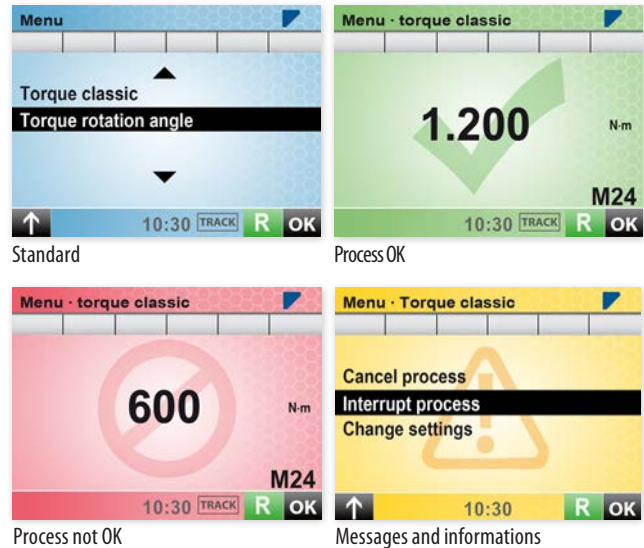 Menu
Torque classic
Torque rotation angle
10:30 TRACK R OK
Standard
Menu · torque classic
1.200 N·m
M24
10:30 TRACK R OK
Process OK
Menu · torque classic
600 N·m
M24
10:30 TRACK R OK
Process not OK
Menu · Torque classic
Cancel process
Interrupt process
Change settings
10:30 R OK
Messages and informations